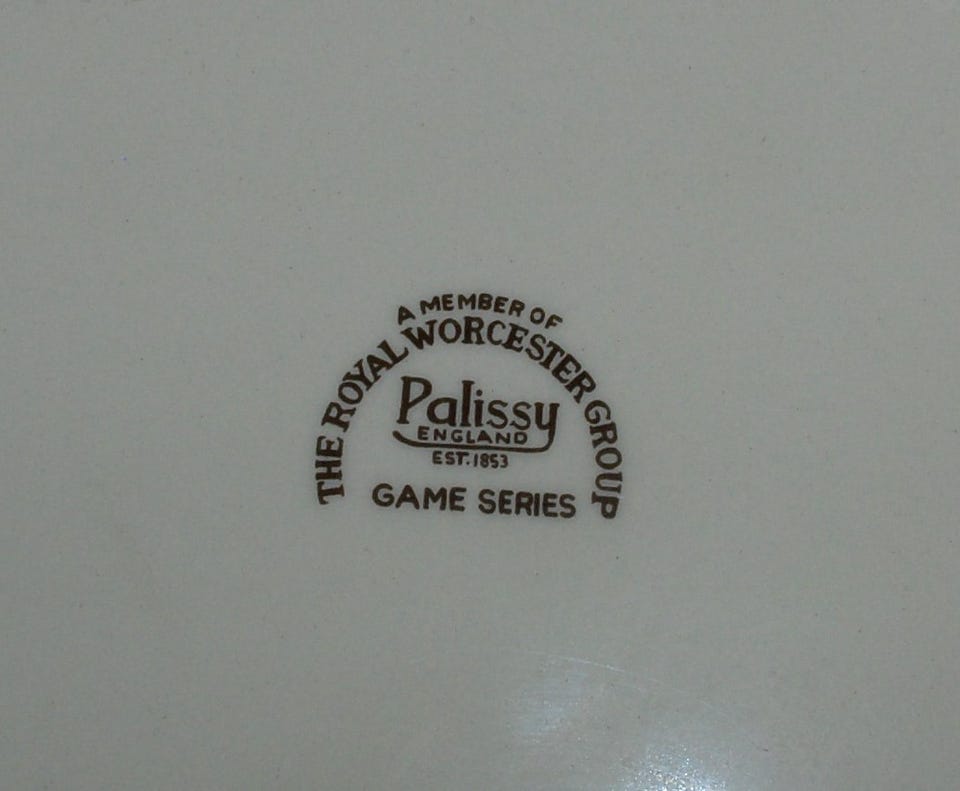 A MEMBER OF
THE ROYAL WORCESTER GROUP
Palissy
ENGLAND
EST. 1853
GAME SERIES